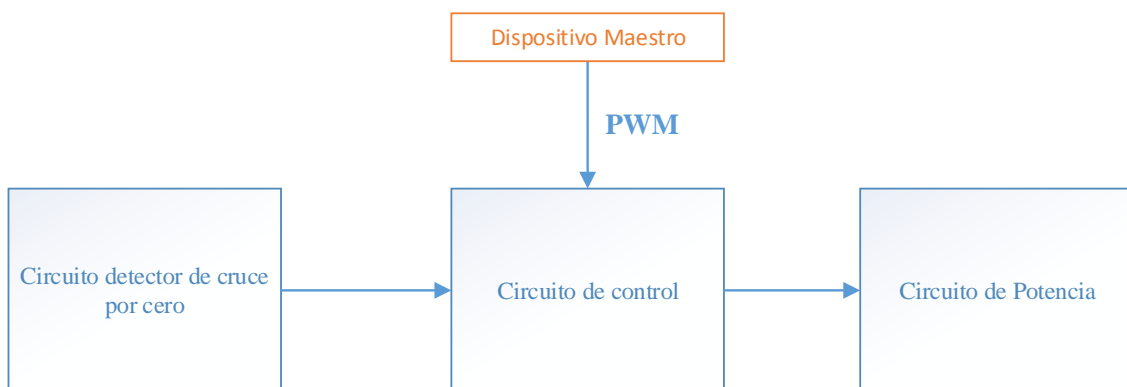 Dispositivo Maestro
PWM
Circuito detector de cruce
por cero
Circuito de control
Circuito de Potencia